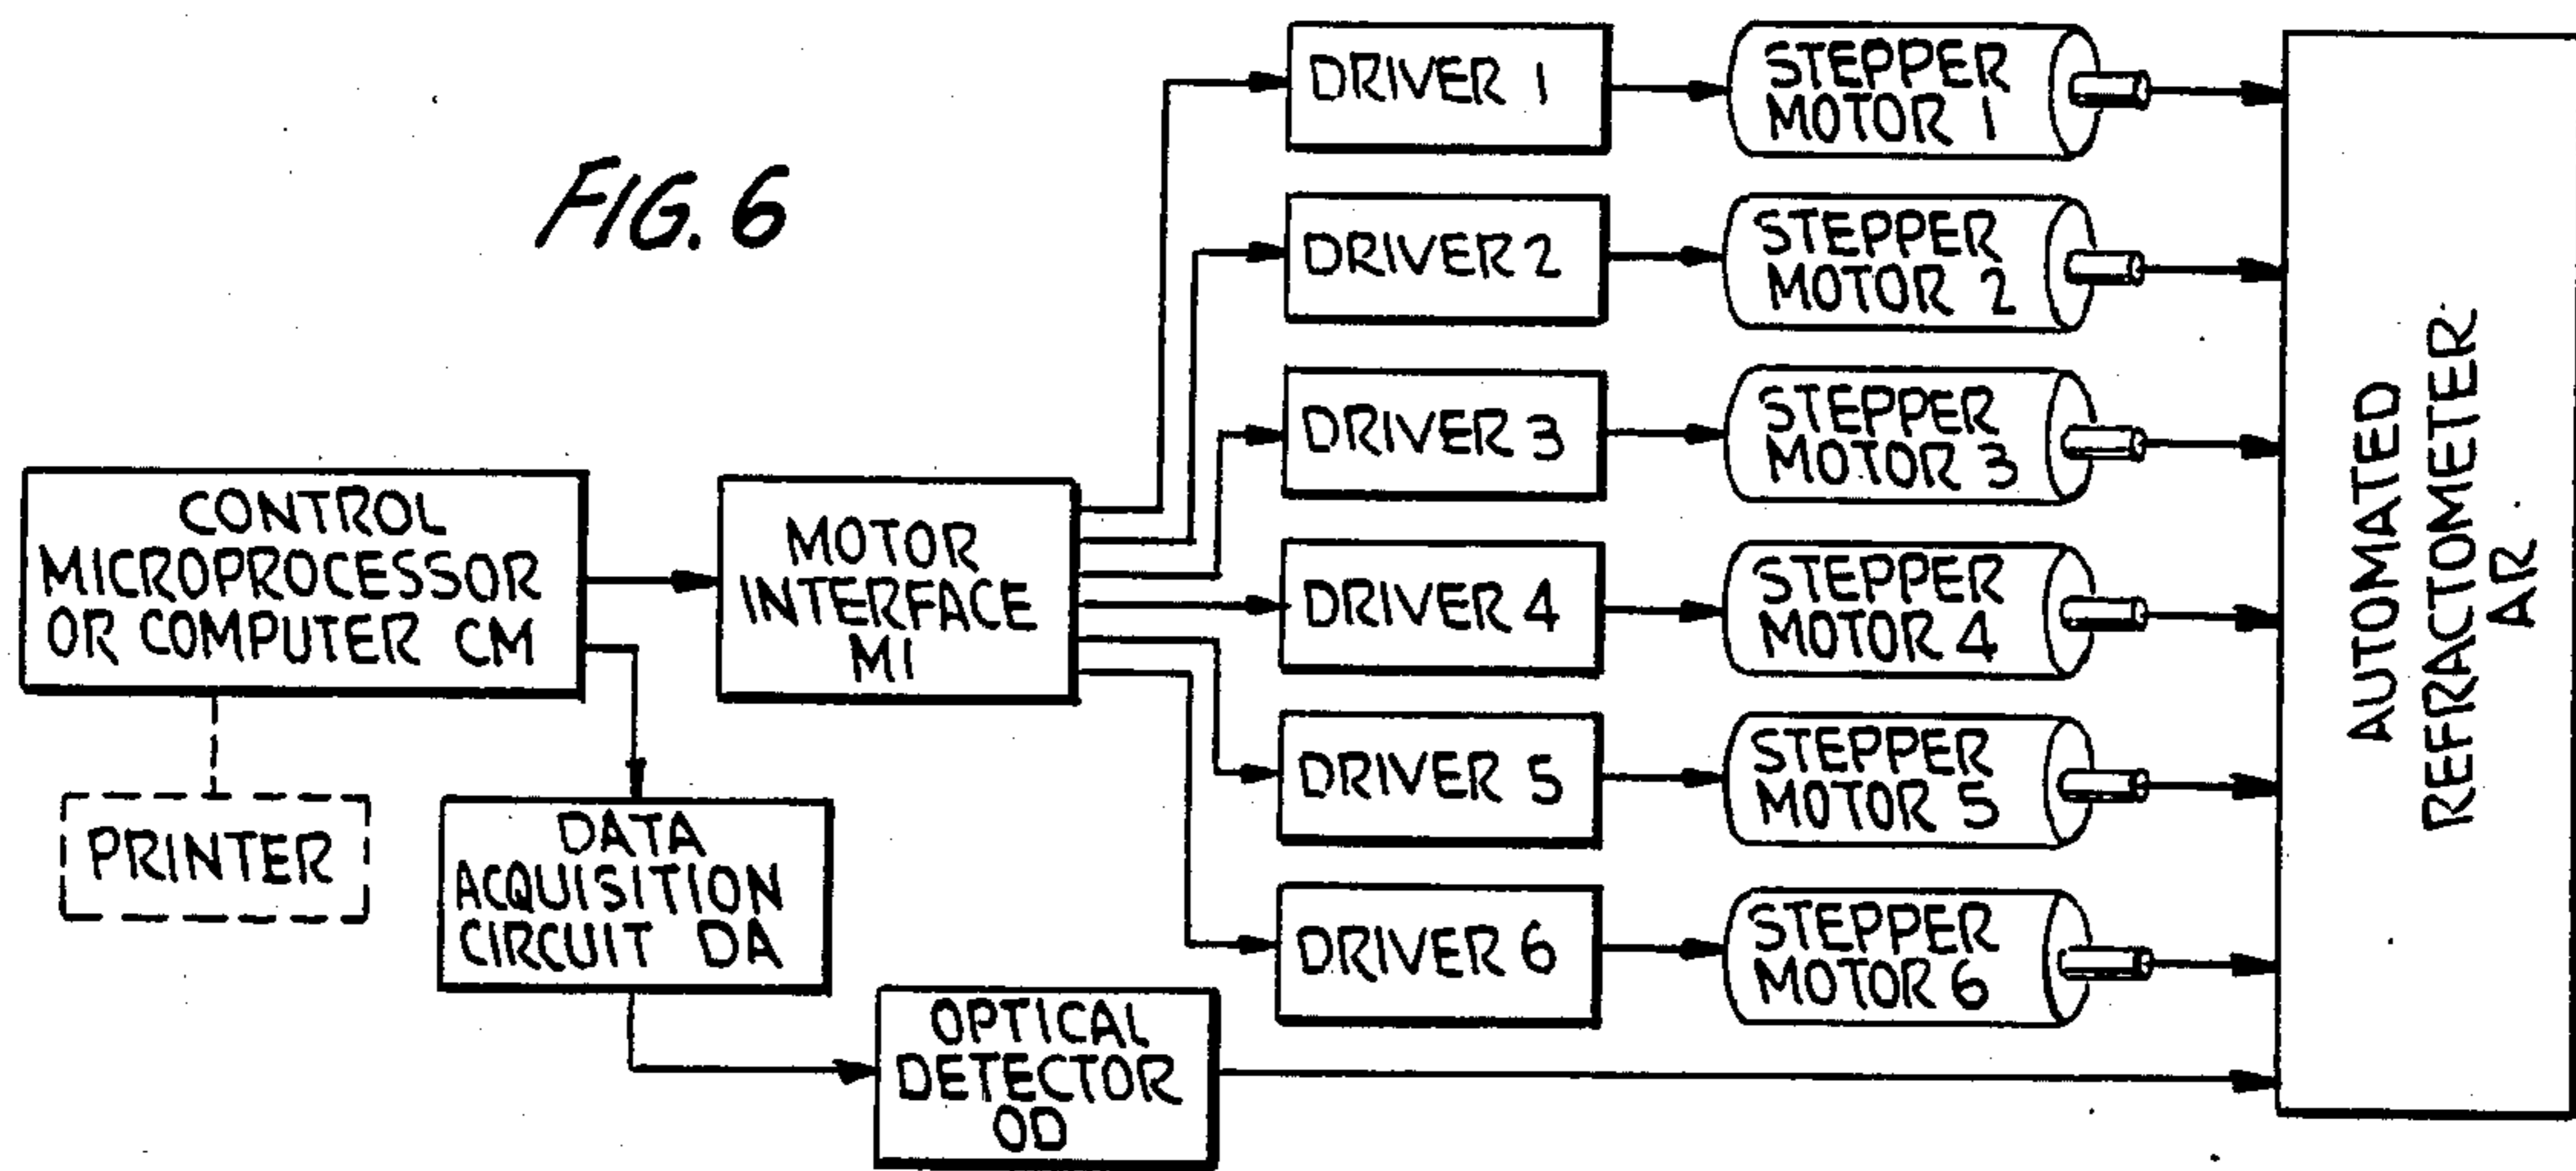 FIG. 6
CONTROL
MICROPROCESSOR
OR COMPUTER CM
PRINTER
DATA
ACQUISITION
CIRCUIT DA
OPTICAL
DETECTOR
OD
MOTOR
INTERFACE
MI
DRIVER 1
STEPPER
MOTOR 1
DRIVER 2
STEPPER
MOTOR 2
DRIVER 3
STEPPER
MOTOR 3
DRIVER 4
STEPPER
MOTOR 4
DRIVER 5
STEPPER
MOTOR 5
DRIVER 6
STEPPER
MOTOR 6
AUTOMATED
REFRACTOMETER
AR